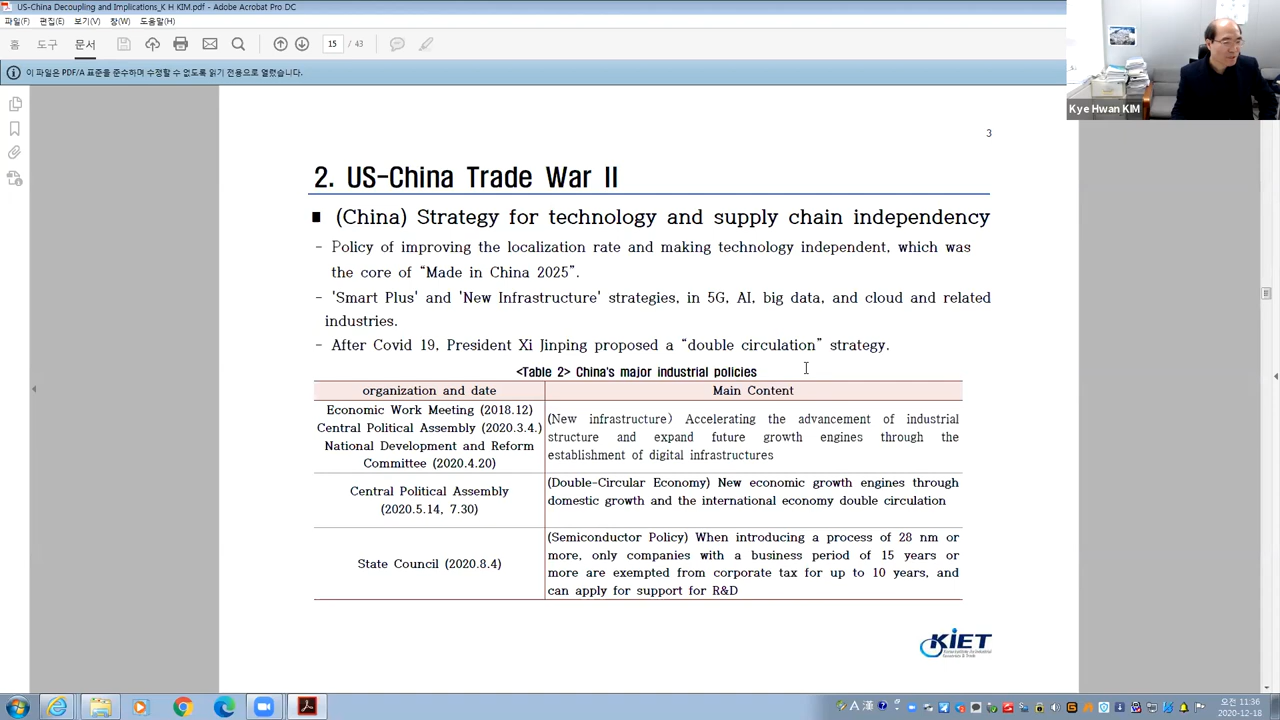 US-China Decoupling and Implications_K H KIM.pdf - Adobe Acrobat Pro DC
파일(F) 편집(E) 보기(V) 창(W) 도움말(H)
홈 도구 문서 15 / 43
이 파일은 PDF/A 표준을 준수하며 수정할 수 없도록 읽기 전용으로 열렸습니다.
Kye Hwan KIM
3
2. US-China Trade War II
■ (China) Strategy for technology and supply chain independency
- Policy of improving the localization rate and making technology independent, which was
the core of “Made in China 2025”.
- 'Smart Plus' and 'New Infrastructure' strategies, in 5G, AI, big data, and cloud and related
industries.
- After Covid 19, President Xi Jinping proposed a “double circulation” strategy.
<Table 2> China's major industrial policies
organization and date Main Content
Economic Work Meeting (2018.12)
Central Political Assembly (2020.3.4.)
National Development and Reform
Committee (2020.4.20)
(New infrastructure) Accelerating the advancement of industrial
structure and expand future growth engines through the
establishment of digital infrastructures
Central Political Assembly
(2020.5.14, 7.30)
(Double-Circular Economy) New economic growth engines through
domestic growth and the international economy double circulation
State Council (2020.8.4)
(Semiconductor Policy) When introducing a process of 28 nm or
more, only companies with a business period of 15 years or
more are exempted from corporate tax for up to 10 years, and
can apply for support for R&D
KIET
A 漢
오전 11:36
2020-12-18